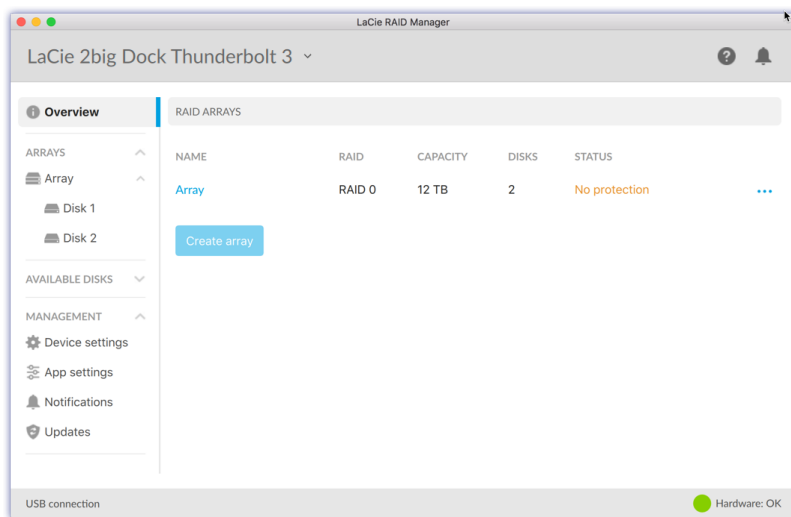 LaCie RAID Manager
LaCie 2big Dock Thunderbolt 3
Overview
ARRAYS
Array
Disk 1
Disk 2
AVAILABLE DISKS
MANAGEMENT
Device settings
App settings
Notifications
Updates
RAID ARRAYS
NAME RAID CAPACITY DISKS STATUS
Array RAID 0 12 TB 2 No protection
Create array
USB connection
Hardware: OK